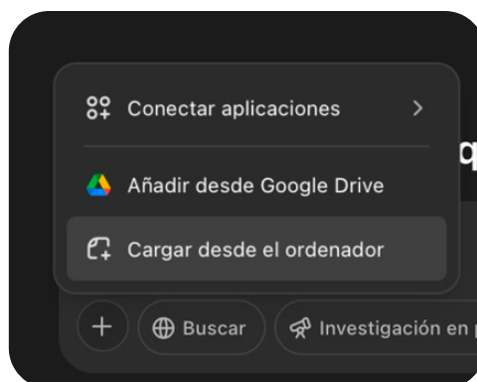 Conectar aplicaciones
Añadir desde Google Drive
Cargar desde el ordenador
Buscar
Investigación en